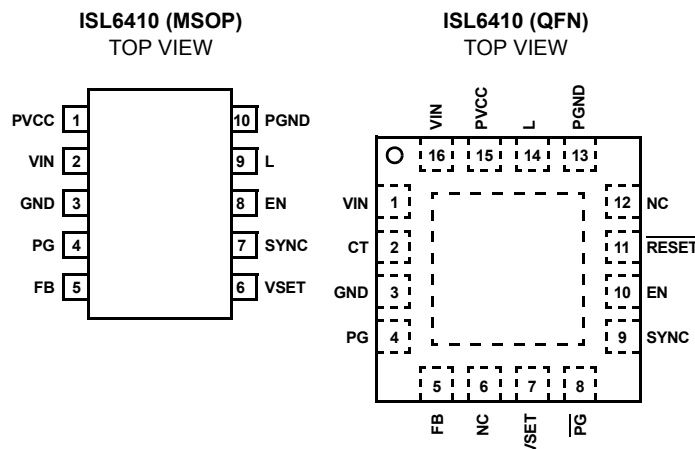 ISL6410 (MSOP)
TOP VIEW
PVCC 1
10 PGND
VIN 2
9 L
GND 3
8 EN
PG 4
7 SYNC
FB 5
6 VSET
ISL6410 (QFN)
TOP VIEW
VIN
PVCC
L
PGND
16 15 14 13
VIN 1
12 NC
CT 2
11 RESET
GND 3
10 EN
PG 4
9 SYNC
5 6 7 8
FB
NC
VSET
PG